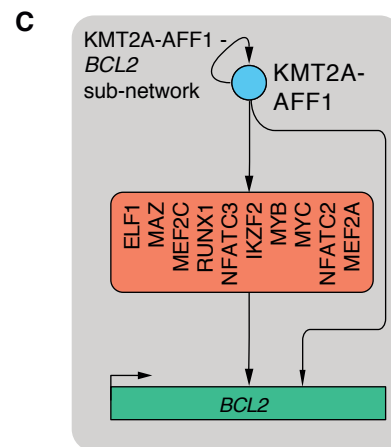 C
KMT2A-AFF1 -
BCL2
sub-network
KMT2A-
AFF1
ELF1
MAZ
MEF2C
RUNX1
NFATC3
IKZF2
MYB
MYC
NFATC2
MEF2A
BCL2